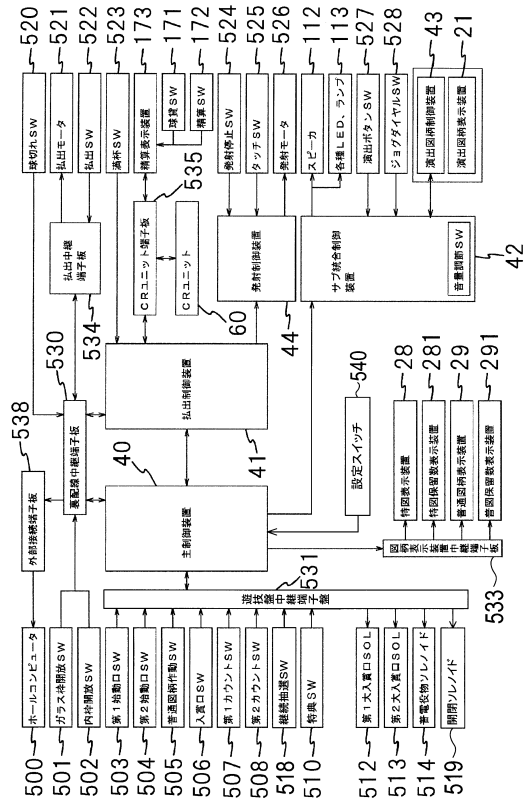 520
球切れSW
521
払出モータ
522
払出SW
523
満杯SW
173
精算表示装置
171
球貸SW
172
精算SW
524
発射停止SW
525
タッチSW
526
発射モータ
112
スピーカ
113
各種LED、ランプ
527
演出ボタンSW
528
ジョグダイヤルSW
43
演出図柄制御装置
21
演出図柄表示装置
払出中継
端子板
534
CRユニット端子板
535
CRユニット
60
発射制御装置
44
サブ統合制御
装置
音量調節SW
42
538
530
外部接続端子板
裏配線中継端子板
払出制御装置
41
40
主制御装置
540
設定スイッチ
28
特図表示装置
281
特図保留数表示装置
29
普通図柄表示装置
291
普図保留数表示装置
図柄表示装置中継端子板
533
遊技盤中継端子盤
531
ホールコンピュータ
500
ガラス枠開放SW
501
内枠開放SW
502
第1始動口SW
503
第2始動口SW
504
普通図柄作動SW
505
入賞口SW
506
第1カウントSW
507
第2カウントSW
508
継続抽選SW
518
特典SW
510
第1大入賞口SOL
512
第2大入賞口SOL
513
普電役物ソレノイド
514
開閉ソレノイド
519